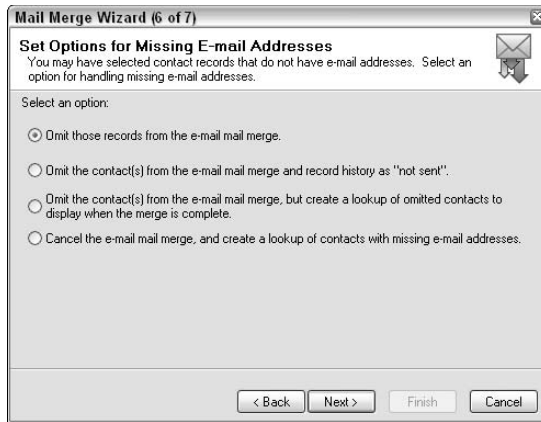 Mail Merge Wizard (6 of 7)
Set Options for Missing E-mail Addresses
You may have selected contact records that do not have e-mail addresses. Select an
option for handling missing e-mail addresses.
Select an option:
Omit those records from the e-mail mail merge.
Omit the contact(s) from the e-mail mail merge and record history as "not sent".
Omit the contact(s) from the e-mail mail merge, but create a lookup of omitted contacts to
display when the merge is complete.
Cancel the e-mail mail merge, and create a lookup of contacts with missing e-mail addresses.
< Back Next > Finish Cancel